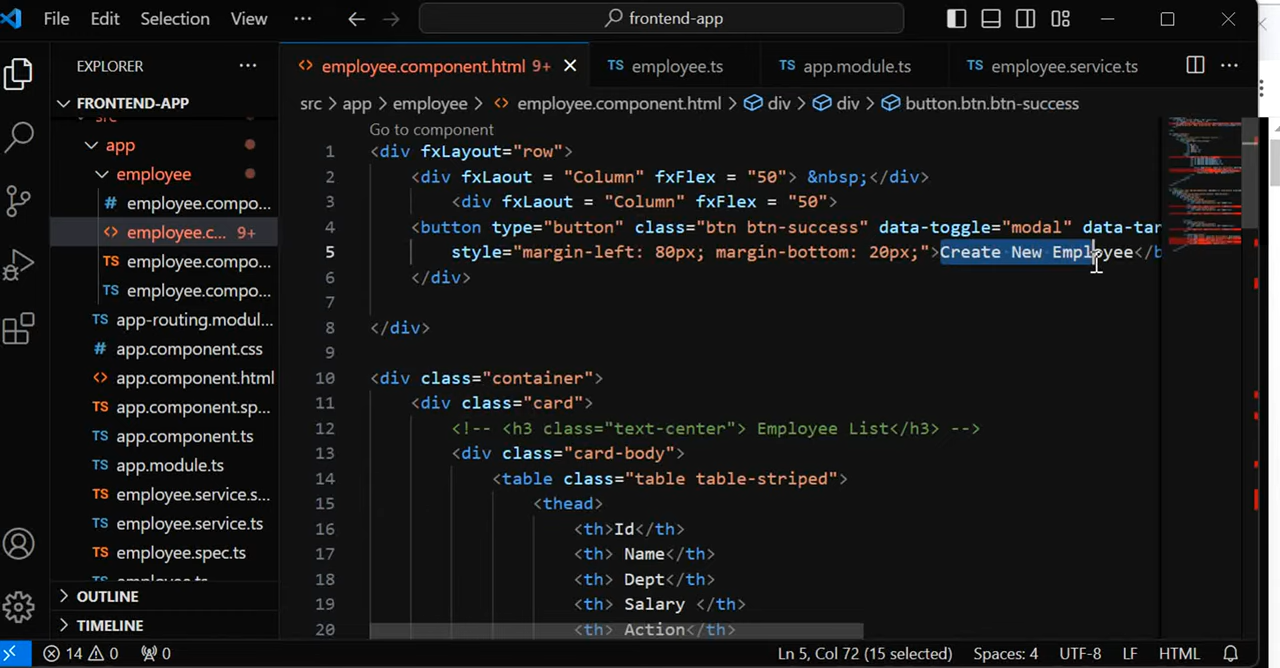 File Edit Selection View ··· frontend-app
EXPLORER ···
employee.component.html 9+ employee.ts app.module.ts employee.service.ts ···
FRONTEND-APP
src > app > employee > employee.component.html > div > div > button.btn.btn-success
src
app
employee
employee.compo...
employee.c... 9+
employee.compo...
employee.compo...
app-routing.modul...
app.component.css
app.component.html
app.component.sp...
app.component.ts
app.module.ts
employee.service.s...
employee.service.ts
employee.spec.ts
employee.ts
OUTLINE
TIMELINE
Go to component
1 <div fxLayout="row">
2 <div fxLaout = "Column" fxFlex = "50"> &nbsp;</div>
3 <div fxLaout = "Column" fxFlex = "50">
4 <button type="button" class="btn btn-success" data-toggle="modal" data-tar
5 style="margin-left: 80px; margin-bottom: 20px;">Create New Employee</b
6 </div>
7
8 </div>
9
10 <div class="container">
11 <div class="card">
12 <!-- <h3 class="text-center"> Employee List</h3> -->
13 <div class="card-body">
14 <table class="table table-striped">
15 <thead>
16 <th>Id</th>
17 <th> Name</th>
18 <th> Dept</th>
19 <th> Salary </th>
20 <th> Action</th>
14 0 0 Ln 5, Col 72 (15 selected) Spaces: 4 UTF-8 LF HTML